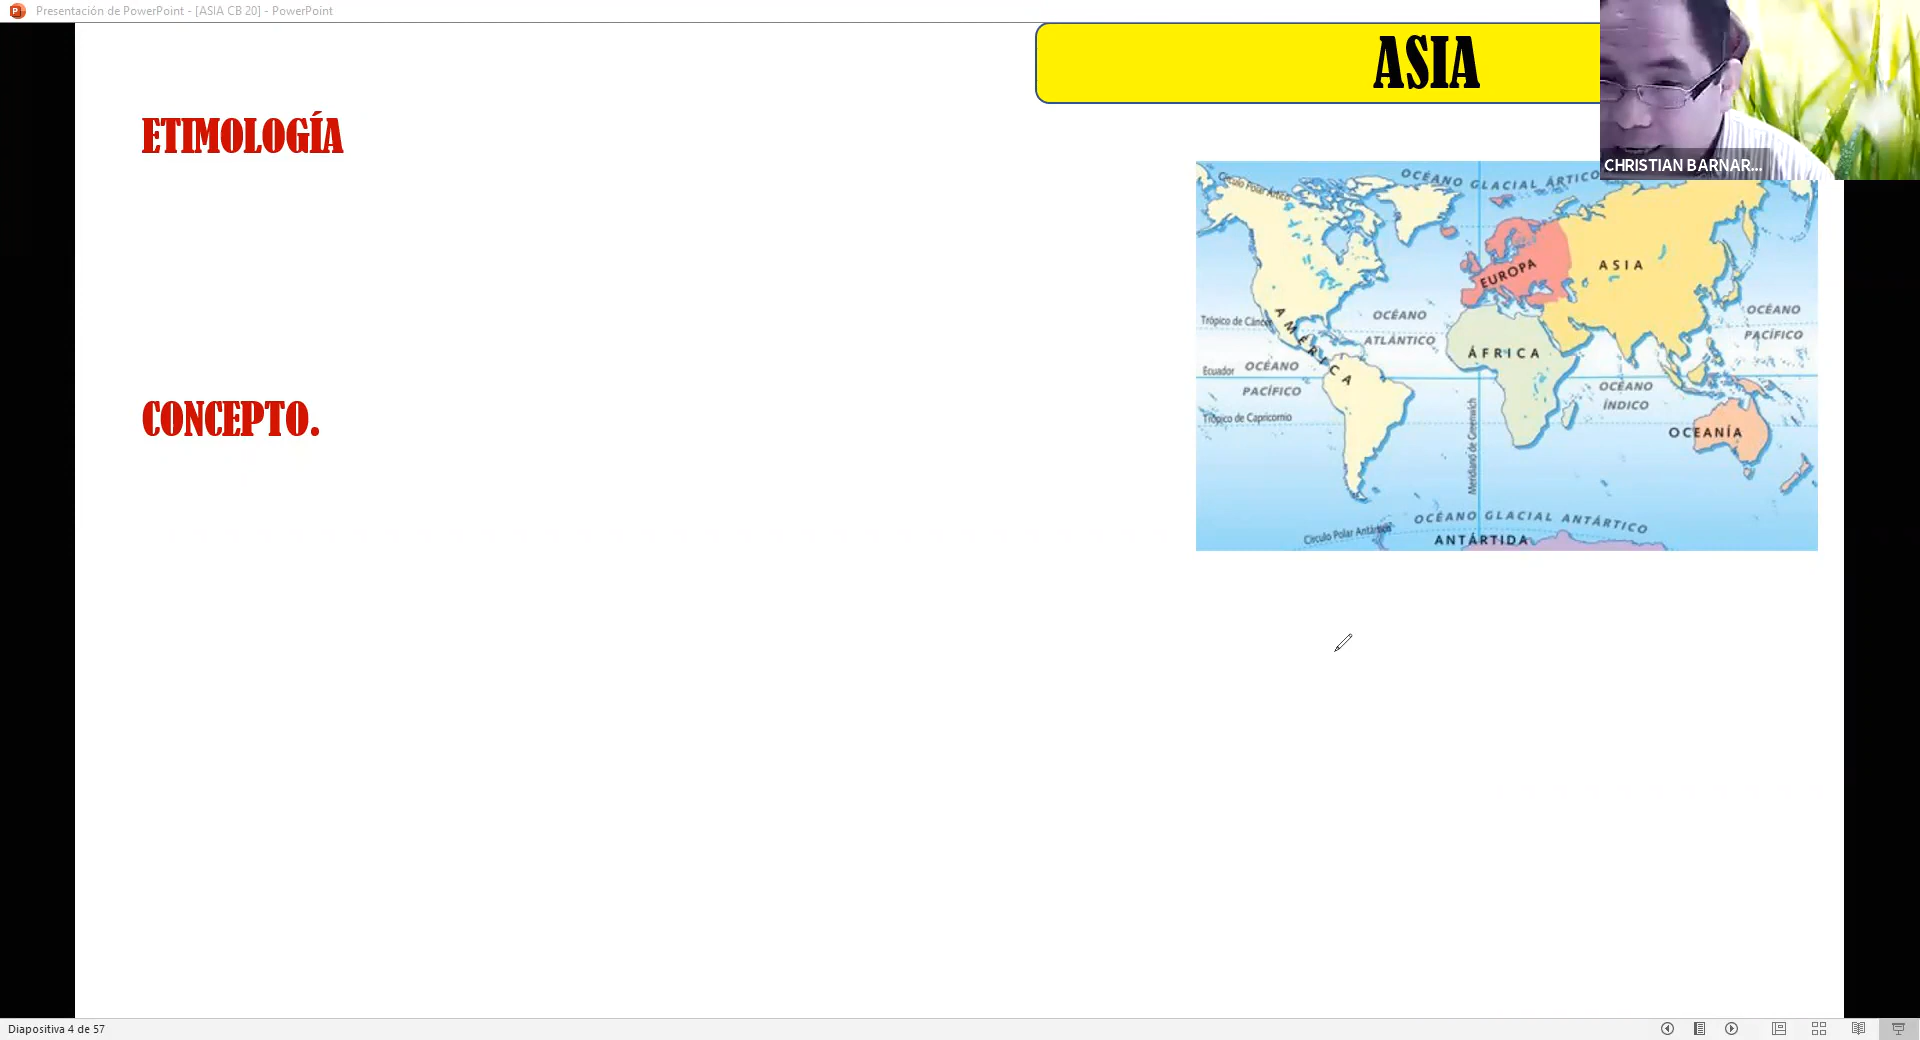 Presentación de PowerPoint - [ASIA CB 20] - PowerPoint
ASIA
ETIMOLOGÍA
CHRISTIAN BARNAR...
OCÉANO GLACIAL ÁRTICO
Círculo Polar Ártico
EUROPA
ASIA
AMÉRICA
Trópico de Cáncer
OCÉANO
ATLÁNTICO
OCÉANO
PACÍFICO
ÁFRICA
Ecuador
OCÉANO
PACÍFICO
OCÉANO
ÍNDICO
Trópico de Capricornio
Meridiano de Greenwich
OCEANÍA
OCÉANO GLACIAL ANTÁRTICO
Círculo Polar Antártico
ANTÁRTIDA
CONCEPTO.
Diapositiva 4 de 57